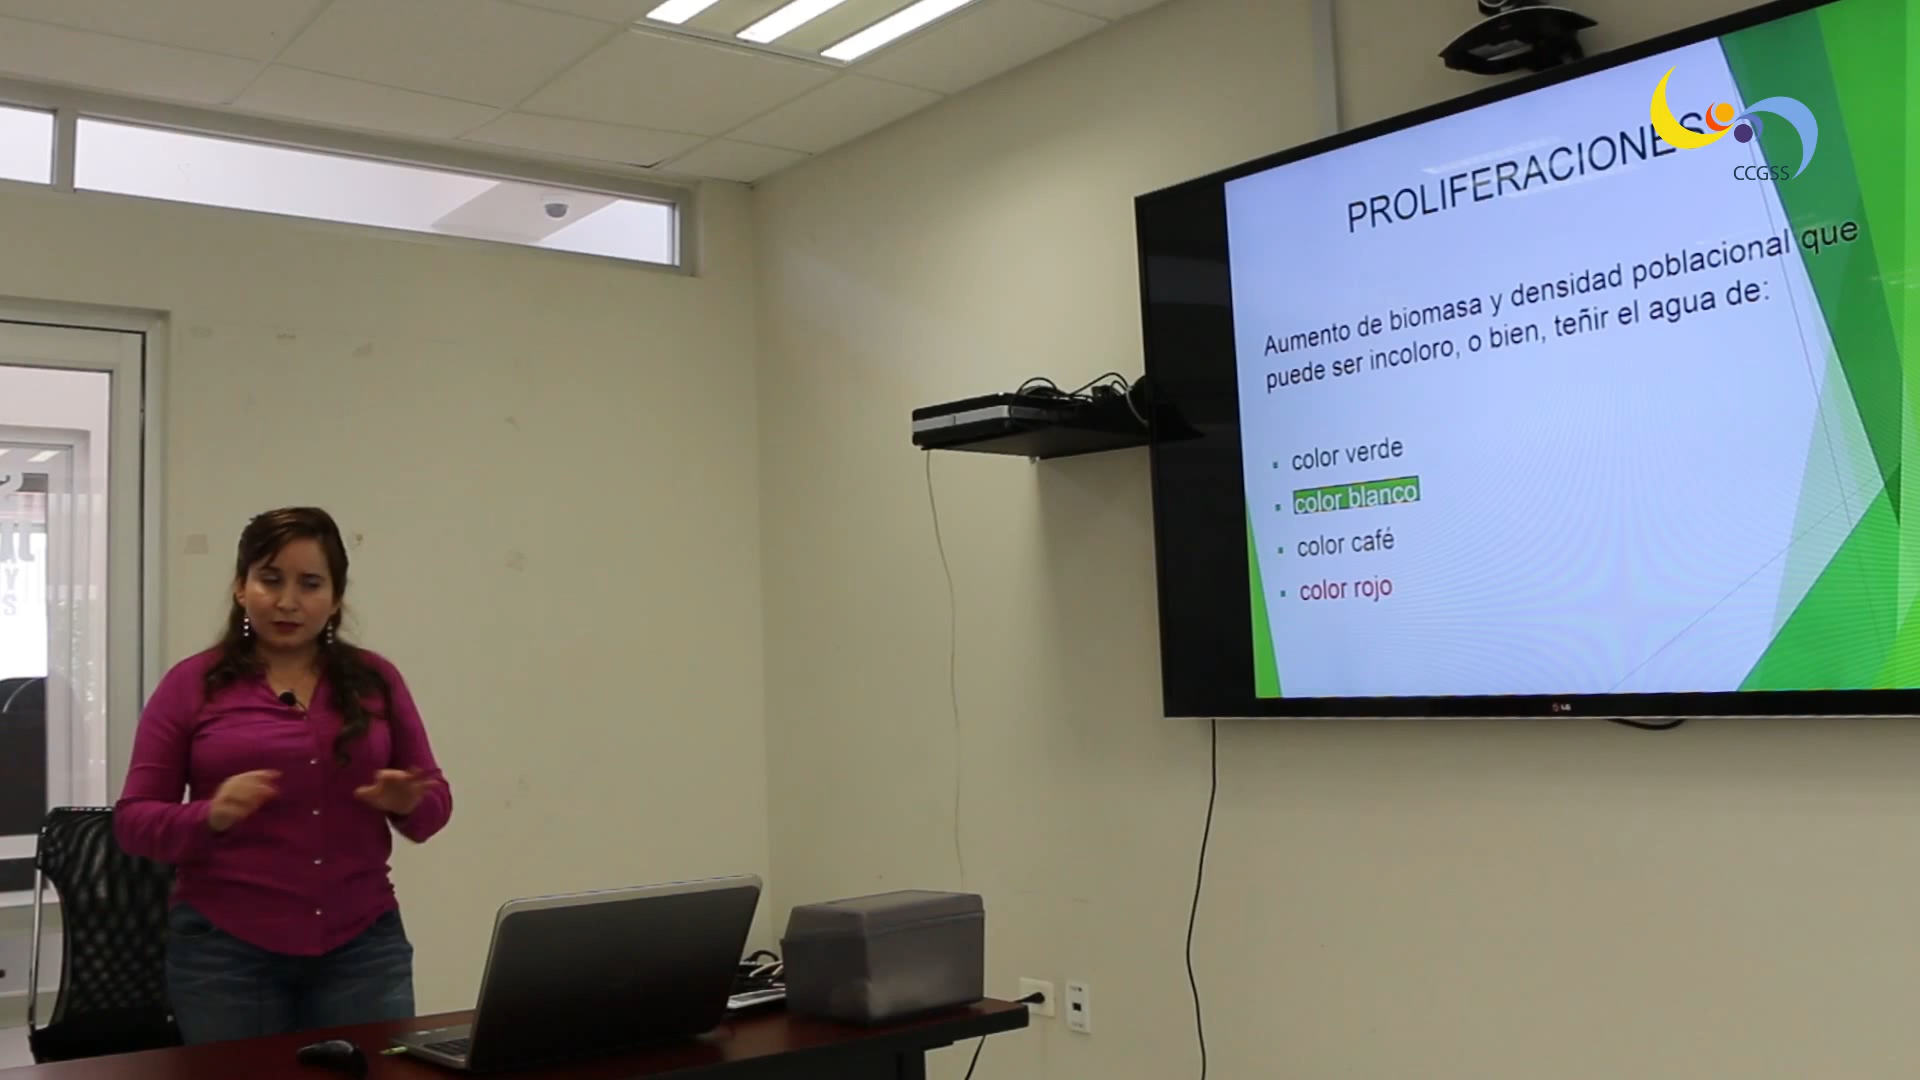 PROLIFERACIONES
CCGSS
Aumento de biomasa y densidad poblacional que
puede ser incoloro, o bien, teñir el agua de:
color verde
color blanco
color café
color rojo
LG